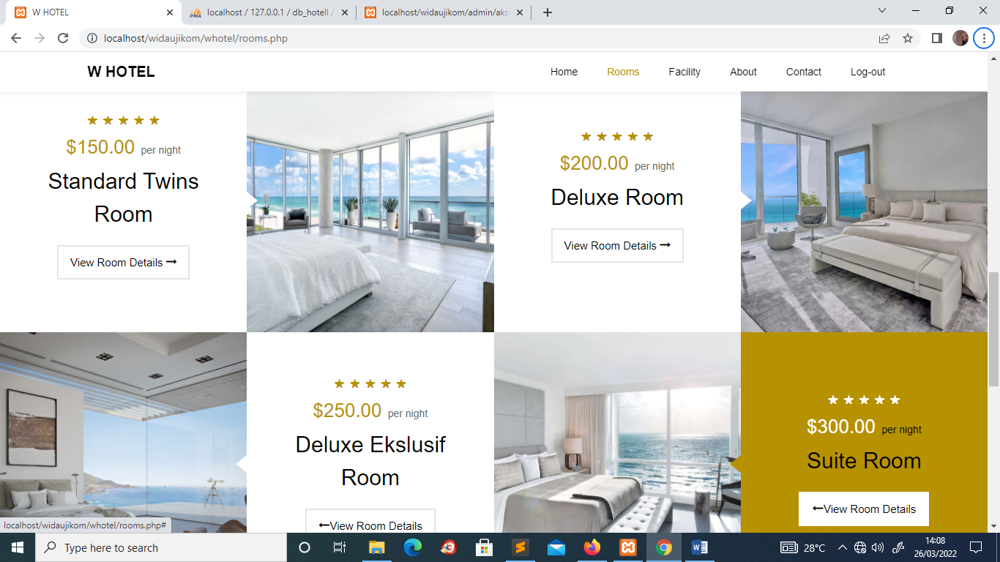 W HOTEL
localhost / 127.0.0.1 / db_hotell /
localhost/widaujikom/admin/aks
localhost/widaujikom/whotel/rooms.php
W HOTEL
Home Rooms Facility About Contact Log-out
$150.00 per night
Standard Twins
Room
View Room Details
$200.00 per night
Deluxe Room
View Room Details
$250.00 per night
Deluxe Ekslusif
Room
View Room Details
$300.00 per night
Suite Room
View Room Details
localhost/widaujikom/whotel/rooms.php#
Type here to search
28°C
14:08
26/03/2022